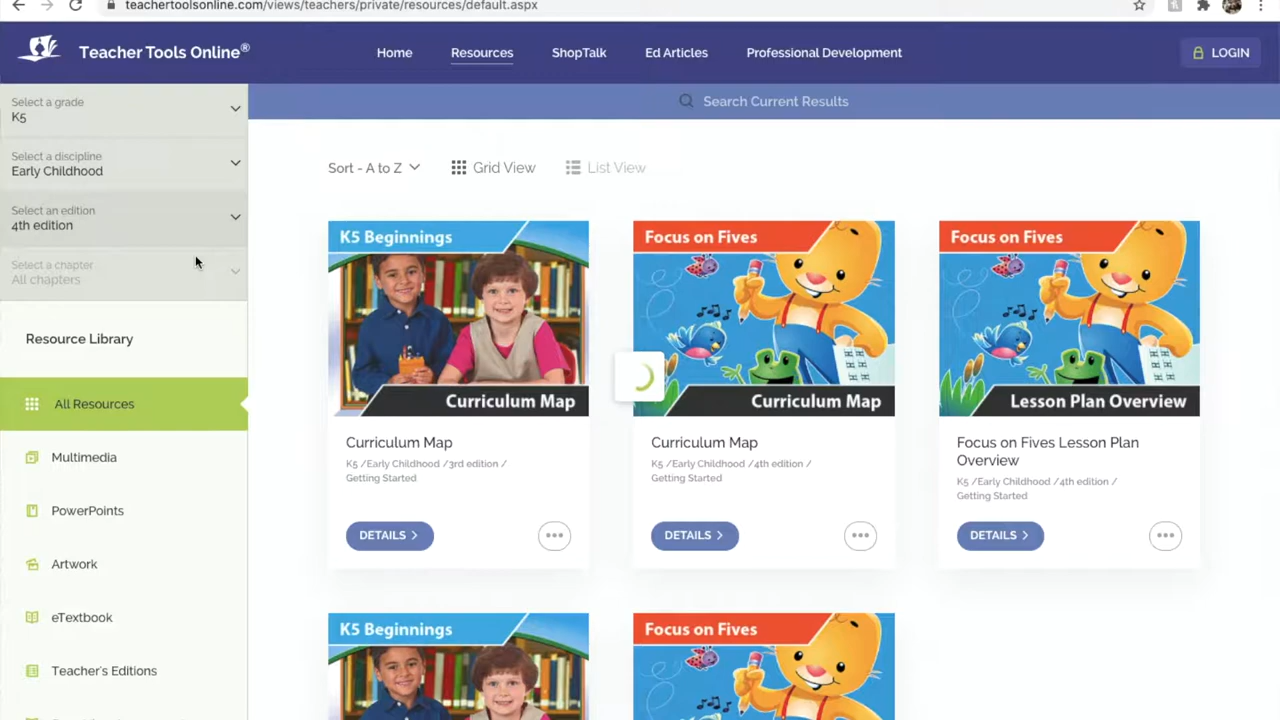 teachertoolsonline.com/views/teachers/private/resources/default.aspx
Teacher Tools Online®
Home
Resources
ShopTalk
Ed Articles
Professional Development
LOGIN
Select a grade
K5
Select a discipline
Early Childhood
Select an edition
4th edition
Select a chapter
All chapters
Resource Library
All Resources
Multimedia
PowerPoints
Artwork
eTextbook
Teacher's Editions
Search Current Results
Sort - A to Z
Grid View
List View
K5 Beginnings
Curriculum Map
Curriculum Map
K5 /Early Childhood /3rd edition /
Getting Started
DETAILS
Focus on Fives
Curriculum Map
Curriculum Map
K5 /Early Childhood /4th edition /
Getting Started
DETAILS
Focus on Fives
Lesson Plan Overview
Focus on Fives Lesson Plan
Overview
K5 /Early Childhood /4th edition /
Getting Started
DETAILS
K5 Beginnings
Focus on Fives